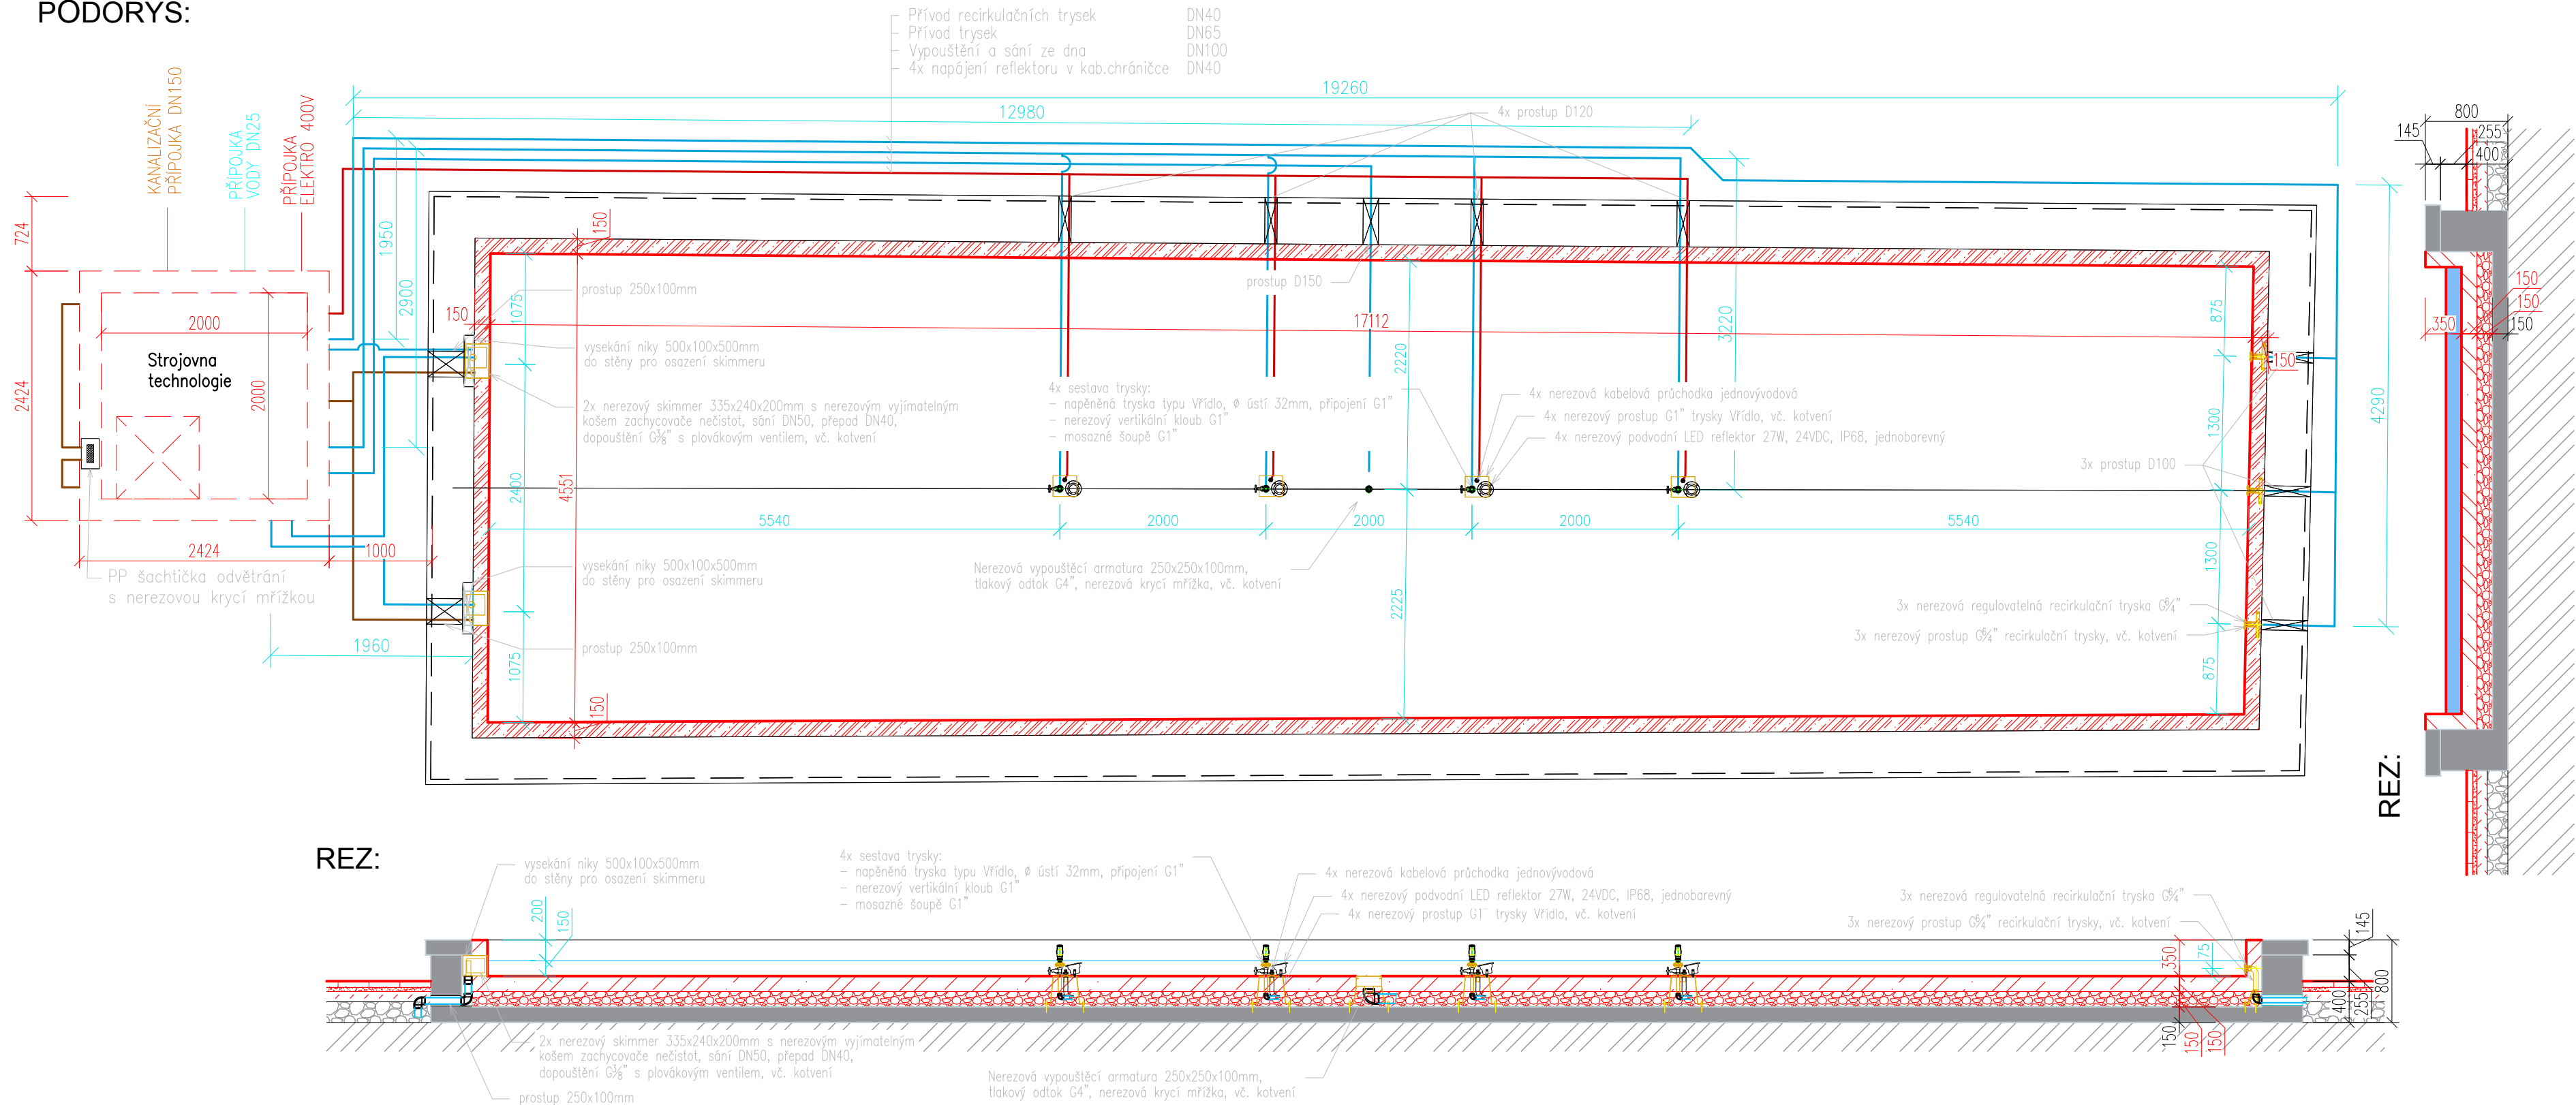 PŮDORYS:
Přívod recirkulačních trysek DN40
Přívod trysek DN65
Vypouštění a sání ze dna DN100
4x napájení reflektoru v kab.chráničce DN40
19260
12980
4x prostup D120
KANALIZAČNÍ
PŘÍPOJKA DN150
PŘÍPOJKA
VODY DN25
PŘÍPOJKA
ELEKTRO 400V
724
2424
2000
2000
Strojovna
technologie
2424
1000
1960
PP šachtička odvětrání
s nerezovou krycí mřížkou
1950
2900
150
150
prostup 250x100mm
1075
17112
vysekání niky 500x100x500mm
do stěny pro osazení skimmeru
2x nerezový skimmer 335x240x200mm s nerezovým vyjímatelným
košem zachycovače nečistot, sání DN50, přepad DN40,
dopouštění G⅜" s plovákovým ventilem, vč. kotvení
2400
4551
prostup D150
2220
3220
4x sestava trysky:
- napěněná tryska typu Vřídlo, ø ústí 32mm, připojení G1"
- nerezový vertikální kloub G1"
- mosazné šoupě G1"
4x nerezová kabelová průchodka jednovývodová
4x nerezový prostup G1" trysky Vřídlo, vč. kotvení
4x nerezový podvodní LED reflektor 27W, 24VDC, IP68, jednobarevný
875
150
1300
3x prostup D100
4290
5540
2000
2000
2000
5540
vysekání niky 500x100x500mm
do stěny pro osazení skimmeru
Nerezová vypouštěcí armatura 250x250x100mm,
tlakový odtok G4", nerezová krycí mřížka, vč. kotvení
2225
1300
3x nerezová regulovatelná recirkulační tryska G6/4"
3x nerezový prostup G6/4" recirkulační trysky, vč. kotvení
prostup 250x100mm
1075
150
875
800
145
255
400
150
150
350
150
REZ:
REZ:
vysekání niky 500x100x500mm
do stěny pro osazení skimmeru
200
150
4x sestava trysky:
- napěněná tryska typu Vřídlo, ø ústí 32mm, připojení G1"
- nerezový vertikální kloub G1"
- mosazné šoupě G1"
4x nerezová kabelová průchodka jednovývodová
4x nerezový podvodní LED reflektor 27W, 24VDC, IP68, jednobarevný
4x nerezový prostup G1" trysky Vřídlo, vč. kotvení
3x nerezová regulovatelná recirkulační tryska G6/4"
3x nerezový prostup G6/4" recirkulační trysky, vč. kotvení
350
75
145
800
400
255
150
150
150
2x nerezový skimmer 335x240x200mm s nerezovým vyjímatelným
košem zachycovače nečistot, sání DN50, přepad DN40,
dopouštění G⅜" s plovákovým ventilem, vč. kotvení
prostup 250x100mm
Nerezová vypouštěcí armatura 250x250x100mm,
tlakový odtok G4", nerezová krycí mřížka, vč. kotvení